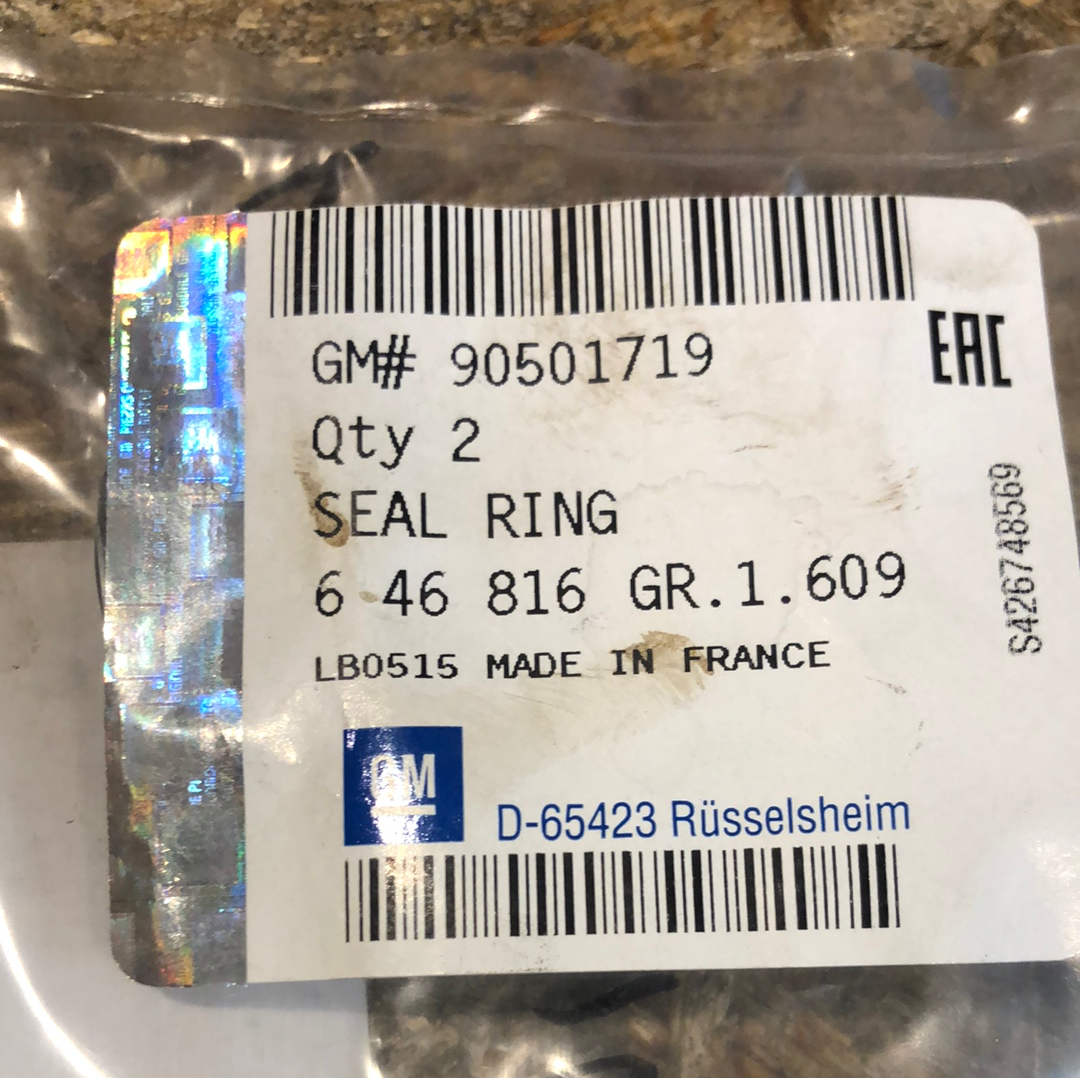 GM# 90501719
EAC
Qty 2
SEAL RING
6 46 816 GR.1.609
LB0515 MADE IN FRANCE
S426748569
GM
D-65423 Rüsselsheim